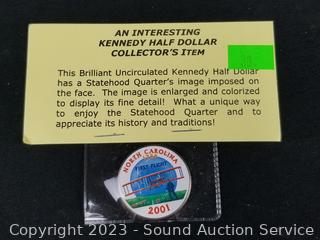 AN INTERESTING
KENNEDY HALF DOLLAR
COLLECTOR'S ITEM
This Brilliant Uncirculated Kennedy Half Dollar
has a Statehood Quarter's image imposed on
the face. The image is enlarged and colorized
to display its fine detail! What a unique way
to enjoy the Statehood Quarter and to
appreciate its history and traditions!
NORTH CAROLINA
FIRST FLIGHT
2001
Copyright 2023 - Sound Auction Service